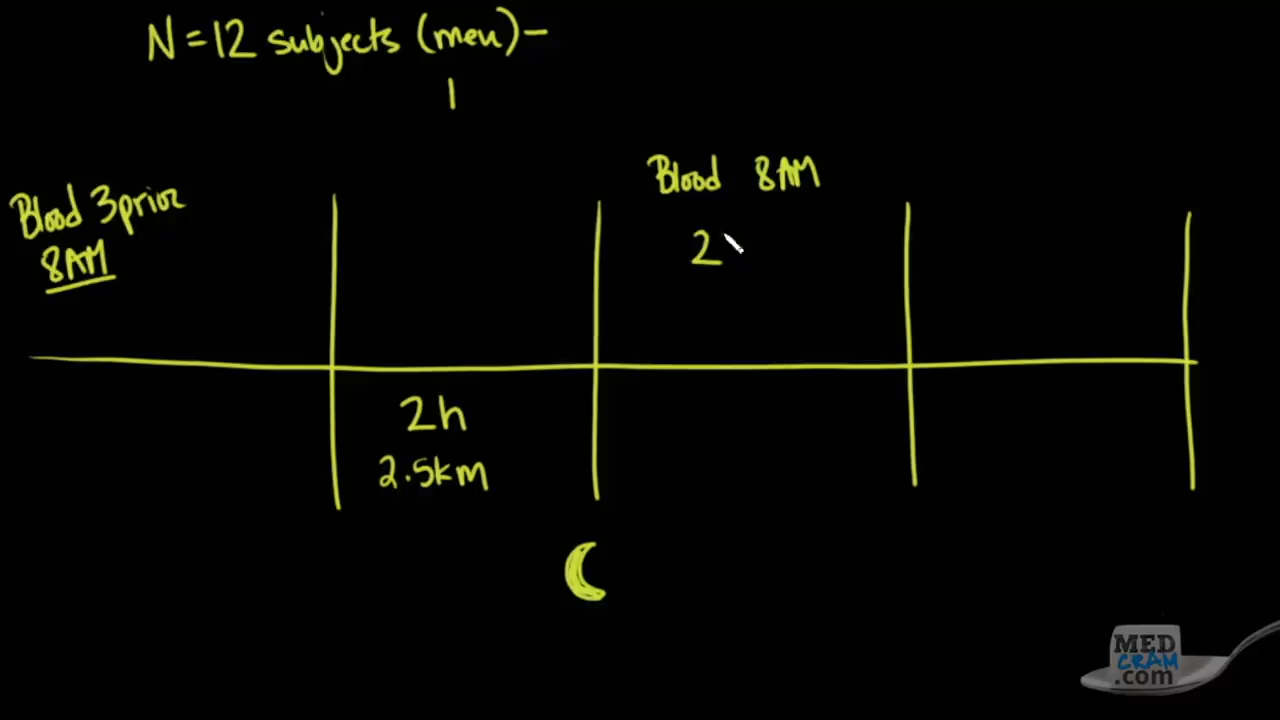 N=12 subjects (men)-
1
Blood 3prior
8AM
Blood 8AM
2
2h
2.5km
MED
CRAM
.com